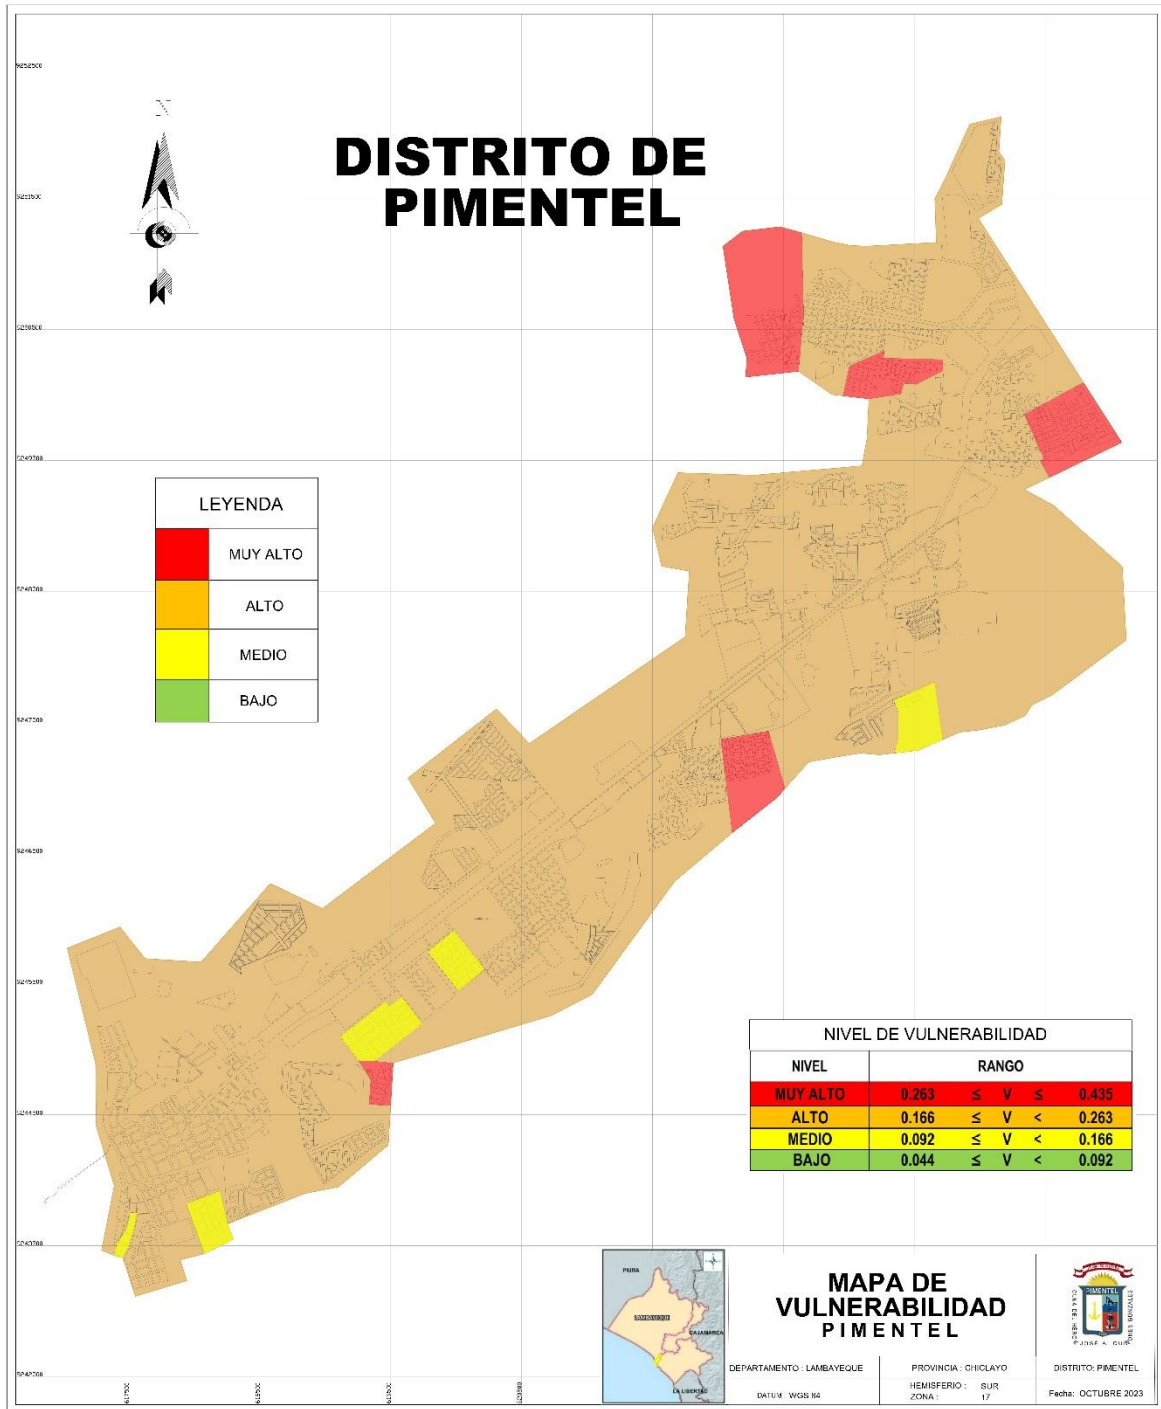 N
DISTRITO DE
PIMENTEL
LEYENDA
MUY ALTO
ALTO
MEDIO
BAJO
NIVEL DE VULNERABILIDAD
NIVEL RANGO
MUY ALTO 0.263 ≤ V ≤ 0.435
ALTO 0.166 ≤ V < 0.263
MEDIO 0.092 ≤ V < 0.166
BAJO 0.044 ≤ V < 0.092
PIURA
LAMBAYEQUE
CAJAMARCA
LA LIBERTAD
MAPA DE
VULNERABILIDAD
PIMENTEL
DEPARTAMENTO : LAMBAYEQUE
DATUM WGS 84
PROVINCIA : CHICLAYO
HEMISFERIO : SUR
ZONA : 17
PIMENTEL
DISTRITO: PIMENTEL
Fecha: OCTUBRE 2023